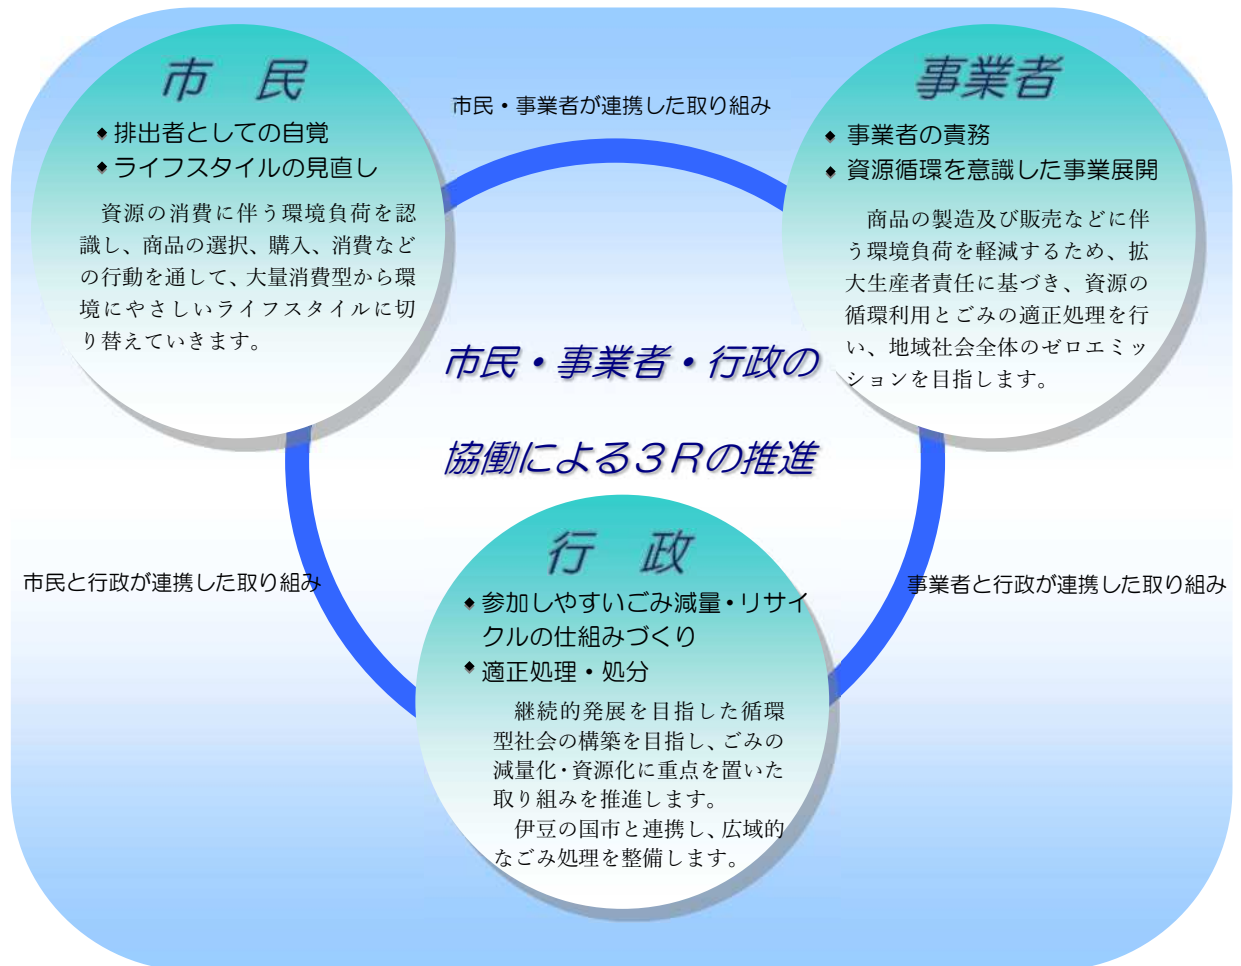 市　民
◆排出者としての自覚
◆ライフスタイルの見直し
資源の消費に伴う環境負荷を認
識し、商品の選択、購入、消費など
の行動を通して、大量消費型から環
境にやさしいライフスタイルに切
り替えていきます。
市民・事業者が連携した取り組み
事業者
◆事業者の責務
◆資源循環を意識した事業展開
商品の製造及び販売などに伴
う環境負荷を軽減するため、拡
大生産者責任に基づき、資源の
循環利用とごみの適正処理を行
い、地域社会全体のゼロエミッ
ションを目指します。
市民・事業者・行政の
協働による３Rの推進
市民と行政が連携した取り組み
事業者と行政が連携した取り組み
行　政
◆参加しやすいごみ減量・リサイ
クルの仕組みづくり
◆適正処理・処分
継続的発展を目指した循環
型社会の構築を目指し、ごみの
減量化・資源化に重点を置いた
取り組みを推進します。
伊豆の国市と連携し、広域的
なごみ処理を整備します。